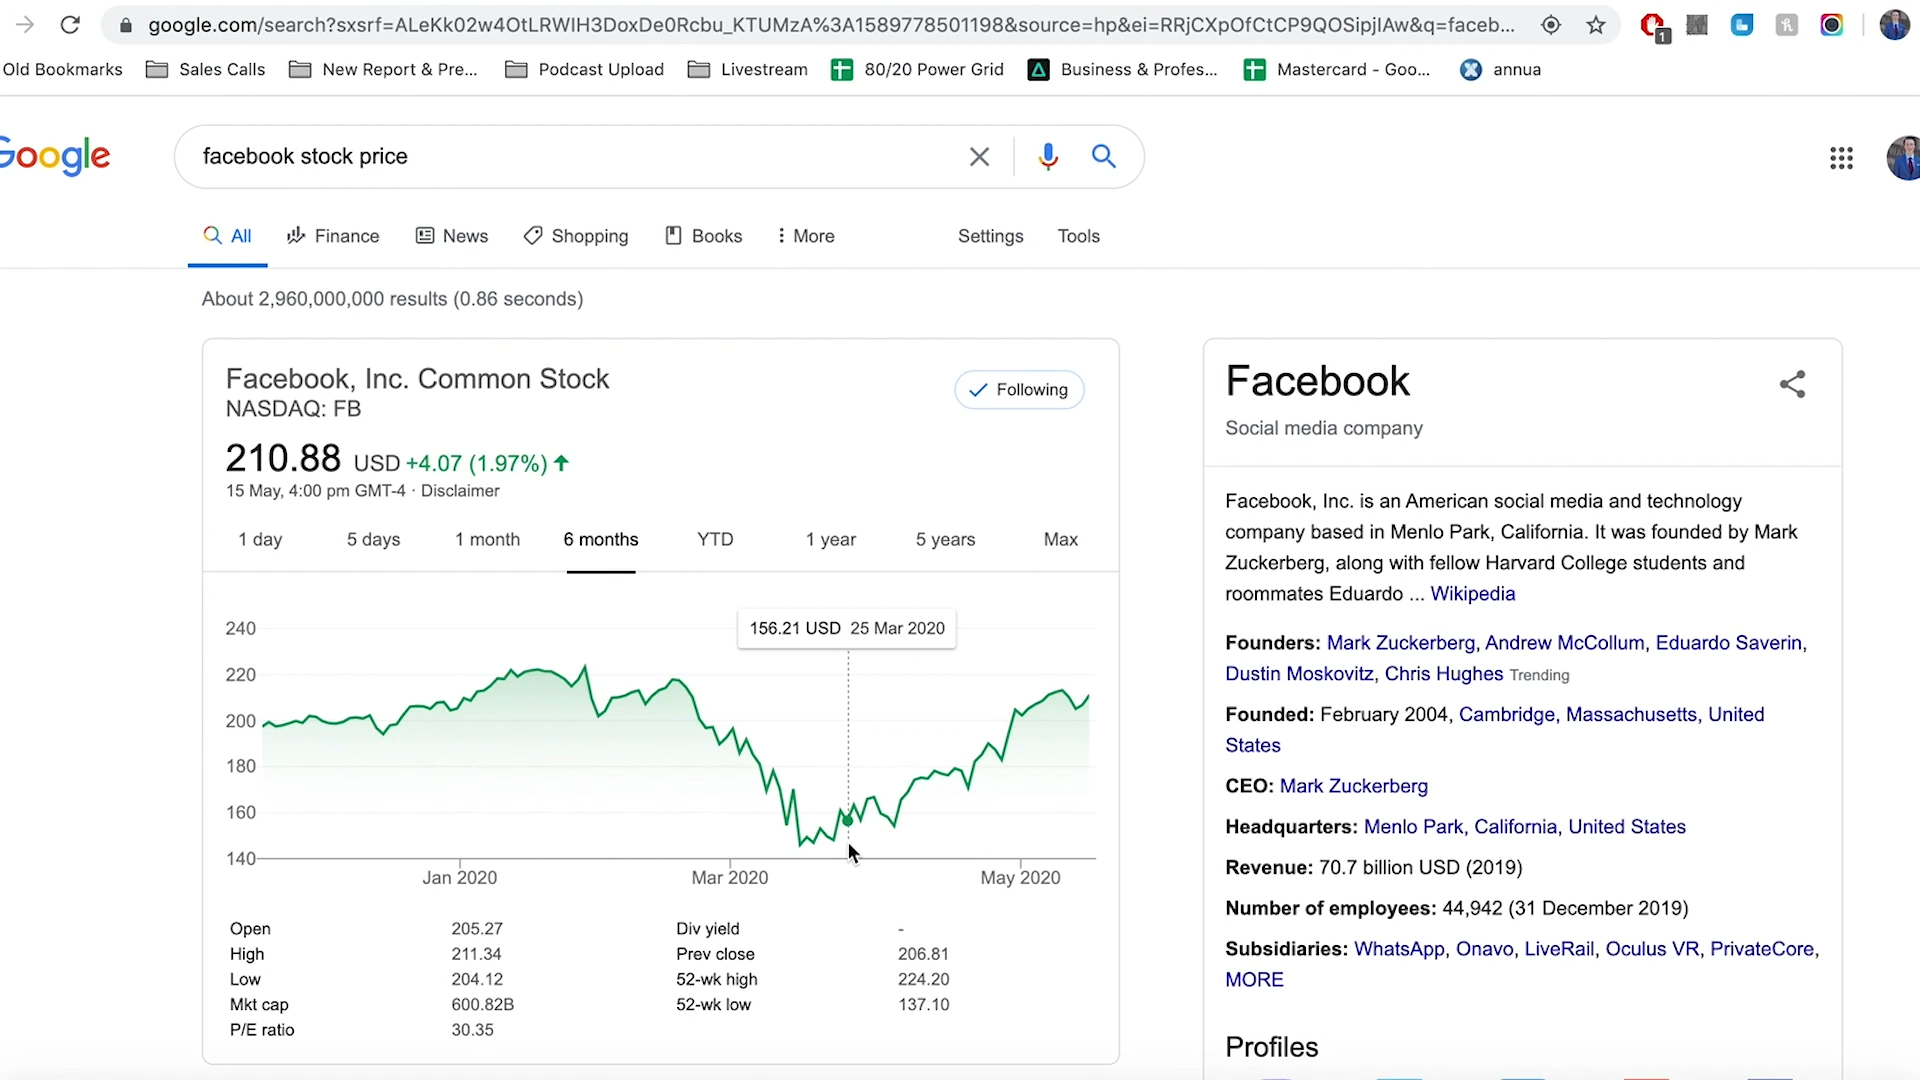 google.com/search?sxsrf=ALeKk02w4OtLRWIH3DoxDe0Rcbu_KTUMzA%3A1589778501198&source=hp&ei=RRjCXpOfCtCP9QOSipjIAw&q=faceb...
1
Old Bookmarks Sales Calls New Report & Pre... Podcast Upload Livestream 80/20 Power Grid Business & Profes... Mastercard - Goo... annua
Google
facebook stock price
All Finance News Shopping Books More Settings Tools
About 2,960,000,000 results (0.86 seconds)
Facebook, Inc. Common Stock
NASDAQ: FB
Following
210.88 USD +4.07 (1.97%)
15 May, 4:00 pm GMT-4 · Disclaimer
1 day 5 days 1 month 6 months YTD 1 year 5 years Max
156.21 USD 25 Mar 2020
240
220
200
180
160
140
Jan 2020 Mar 2020 May 2020
Open 205.27 Div yield -
High 211.34 Prev close 206.81
Low 204.12 52-wk high 224.20
Mkt cap 600.82B 52-wk low 137.10
P/E ratio 30.35
Facebook
Social media company
Facebook, Inc. is an American social media and technology
company based in Menlo Park, California. It was founded by Mark
Zuckerberg, along with fellow Harvard College students and
roommates Eduardo ... Wikipedia
Founders: Mark Zuckerberg, Andrew McCollum, Eduardo Saverin,
Dustin Moskovitz, Chris Hughes Trending
Founded: February 2004, Cambridge, Massachusetts, United
States
CEO: Mark Zuckerberg
Headquarters: Menlo Park, California, United States
Revenue: 70.7 billion USD (2019)
Number of employees: 44,942 (31 December 2019)
Subsidiaries: WhatsApp, Onavo, LiveRail, Oculus VR, PrivateCore,
MORE
Profiles